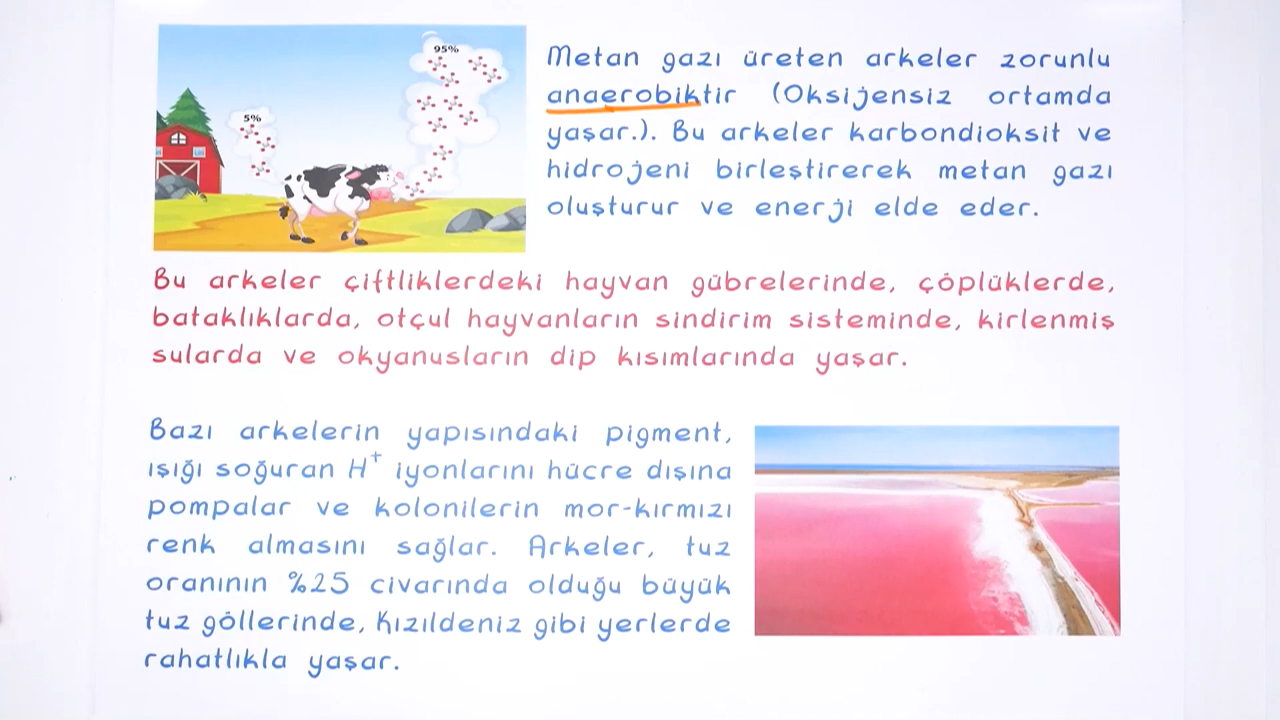 95%
5%
Metan gazı üreten arkeler zorunlu
anaerobiktir (Oksijensiz ortamda
yaşar.). Bu arkeler karbondioksit ve
hidrojeni birleştirerek metan gazı
oluşturur ve enerji elde eder.
Bu arkeler çiftliklerdeki hayvan gübrelerinde, çöplüklerde,
bataklıklarda, otçul hayvanların sindirim sisteminde, kirlenmiş
sularda ve okyanusların dip kısımlarında yaşar.
Bazı arkelerin yapısındaki pigment,
ışığı soğuran H⁺ iyonlarını hücre dışına
pompalar ve kolonilerin mor-kırmızı
renk almasını sağlar. Arkeler, tuz
oranının %25 civarında olduğu büyük
tuz göllerinde, Kızıldeniz gibi yerlerde
rahatlıkla yaşar.